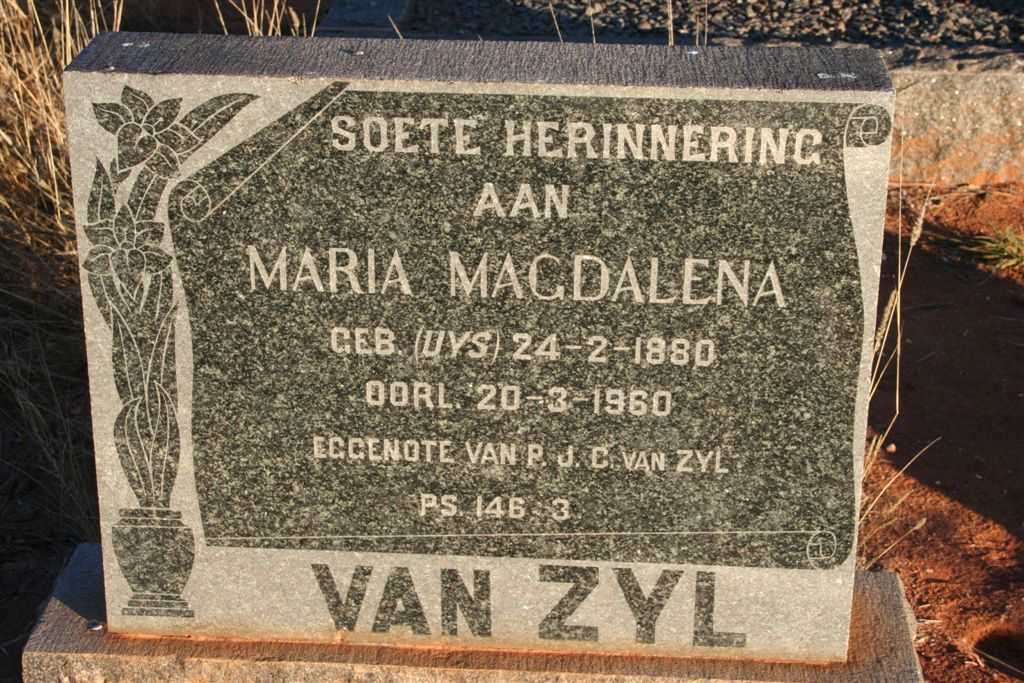 SOETE HERINNERING
AAN
MARIA MAGDALENA
GEB. (UYS) 24-2-1880
OORL. 20-3-1960
EGGENOTE VAN P. J. G. VAN ZYL
PS. 146:3
VAN ZYL